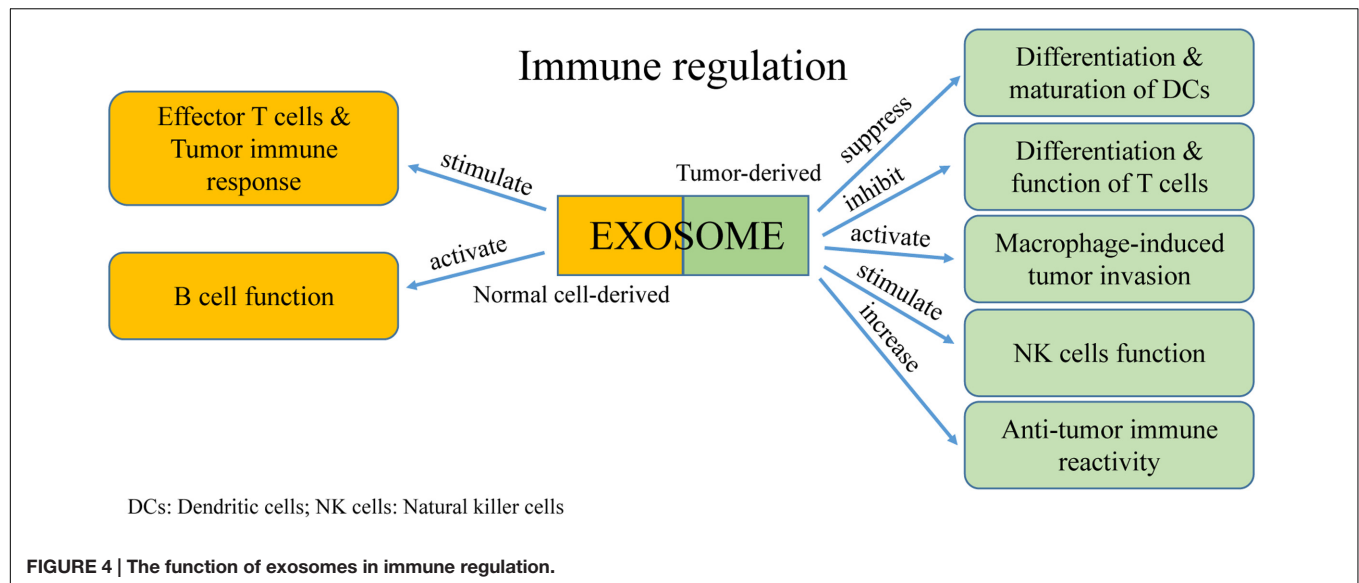 Immune regulation
Effector T cells &
Tumor immune
response
stimulate
B cell function
activate
Tumor-derived
EXOSOME
Normal cell-derived
suppress
Differentiation &
maturation of DCs
inhibit
Differentiation &
function of T cells
activate
Macrophage-induced
tumor invasion
stimulate
NK cells function
increase
Anti-tumor immune
reactivity
DCs: Dendritic cells; NK cells: Natural killer cells
FIGURE 4 | The function of exosomes in immune regulation.